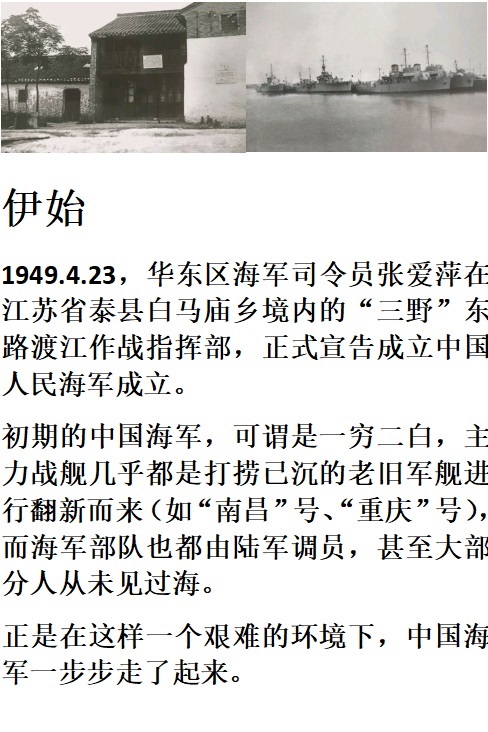 伊始
1949.4.23，华东区海军司令员张爱萍在
江苏省泰县白马庙乡境内的“三野”东
路渡江作战指挥部，正式宣告成立中国
人民海军成立。
初期的中国海军，可谓是一穷二白，主
力战舰几乎都是打捞已沉的老旧军舰进
行翻新而来（如“南昌”号、“重庆”号），
而海军部队也都由陆军调员，甚至大部
分人从未见过海。
正是在这样一个艰难的环境下，中国海
军一步步走了起来。